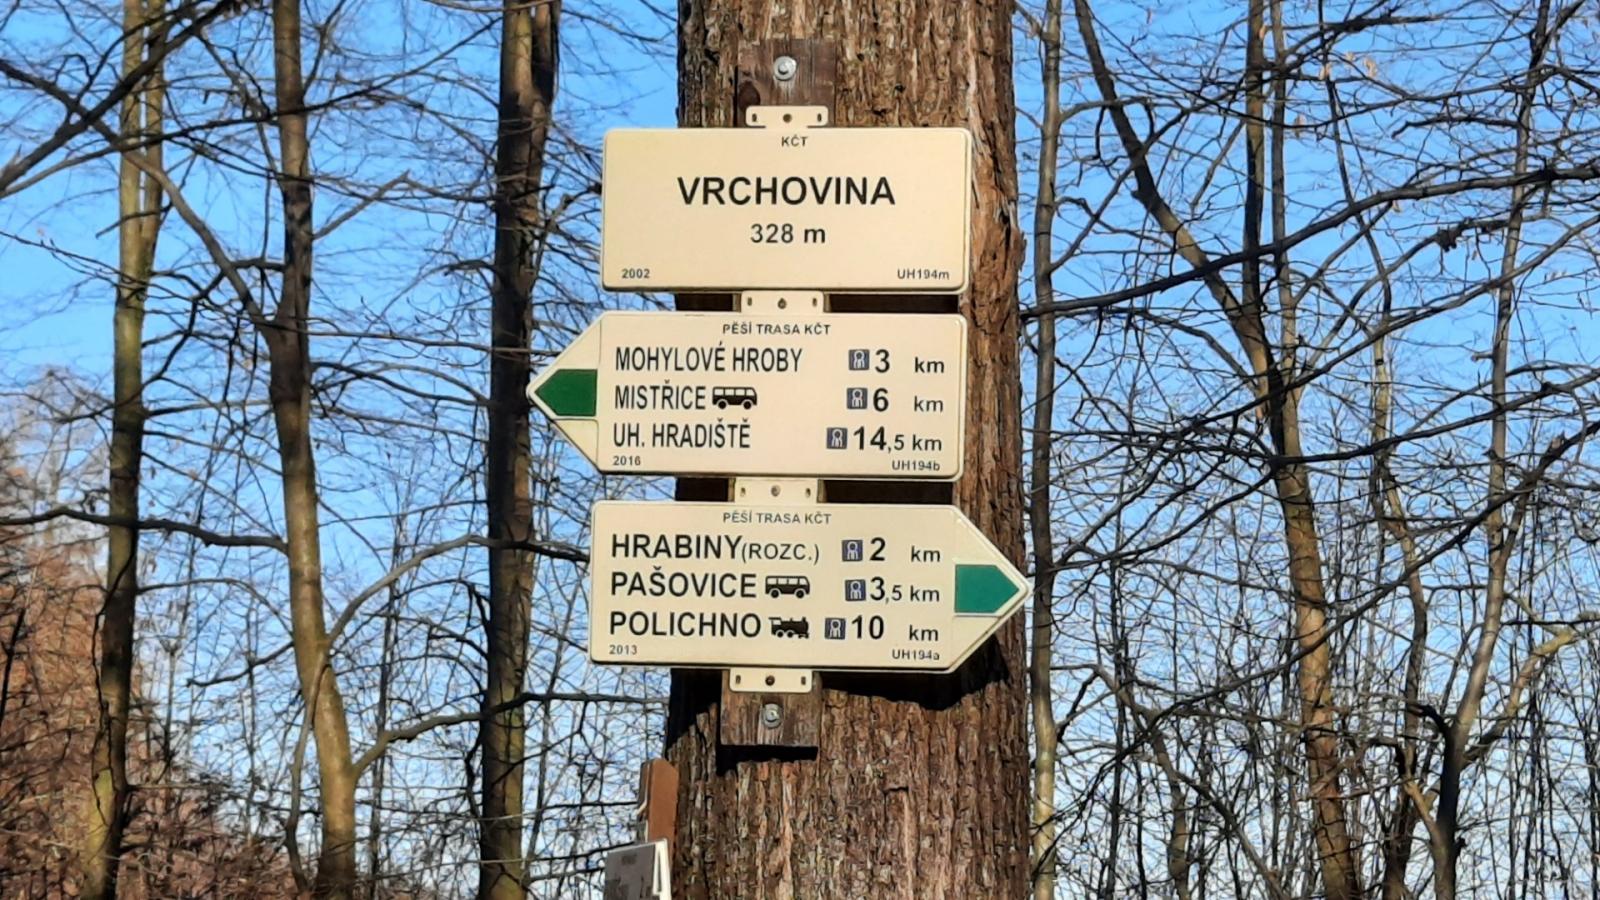 KČT
VRCHOVINA
328 m
2002 UH194m
PĚŠÍ TRASA KČT
MOHYLOVÉ HROBY 3 km
MISTŘICE 6 km
UH. HRADIŠTĚ 14,5 km
2016 UH194b
PĚŠÍ TRASA KČT
HRABINY(ROZC.) 2 km
PAŠOVICE 3,5 km
POLICHNO 10 km
2013 UH194a